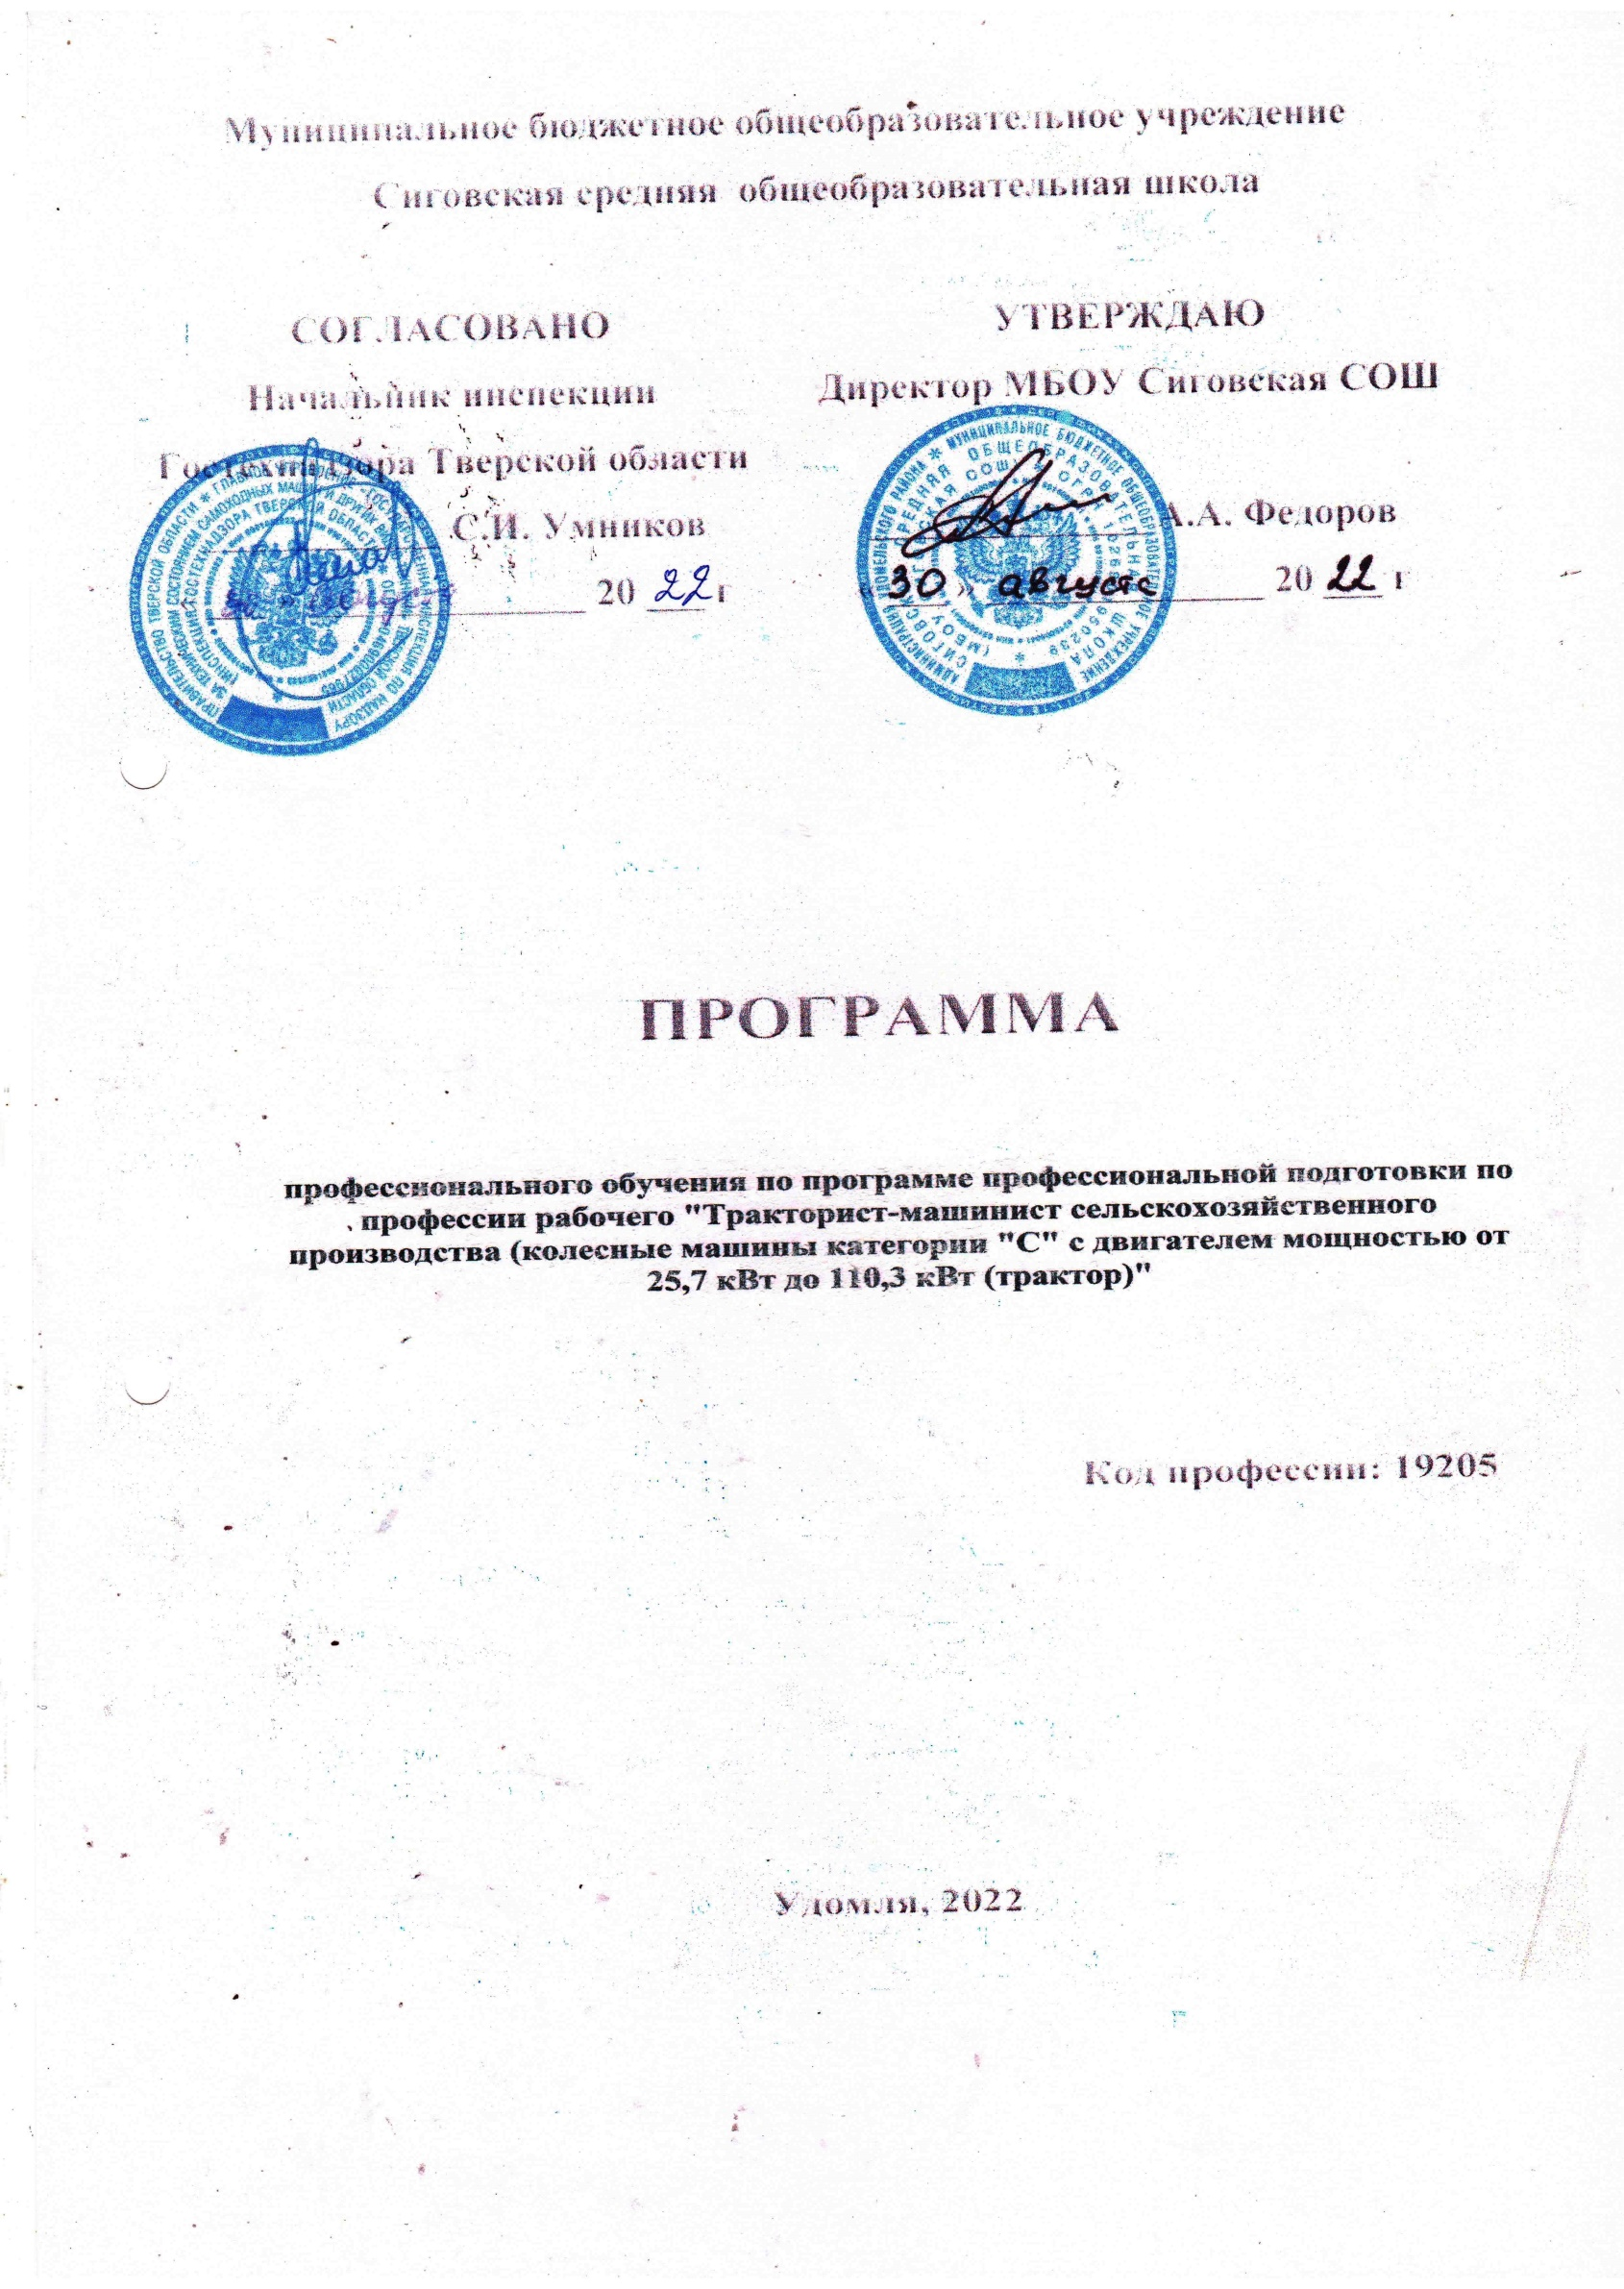 Муниципальное бюджетное общеобразовательное учреждение
Сиговская средняя общеобразовательная школа
СОГЛАСОВАНО
Начальник инспекции
Гостехнадзора Тверской области
С.И. Умников
20 22 г
УТВЕРЖДАЮ
Директор МБОУ Сиговская СОШ
А.А. Федоров
« 30 » августа 20 22 г
ПРОГРАММА
профессионального обучения по программе профессиональной подготовки по
профессии рабочего "Тракторист-машинист сельскохозяйственного
производства (колесные машины категории "С" с двигателем мощностью от
25,7 кВт до 110,3 кВт (трактор)"
Код профессии: 19205
Удомля, 2022